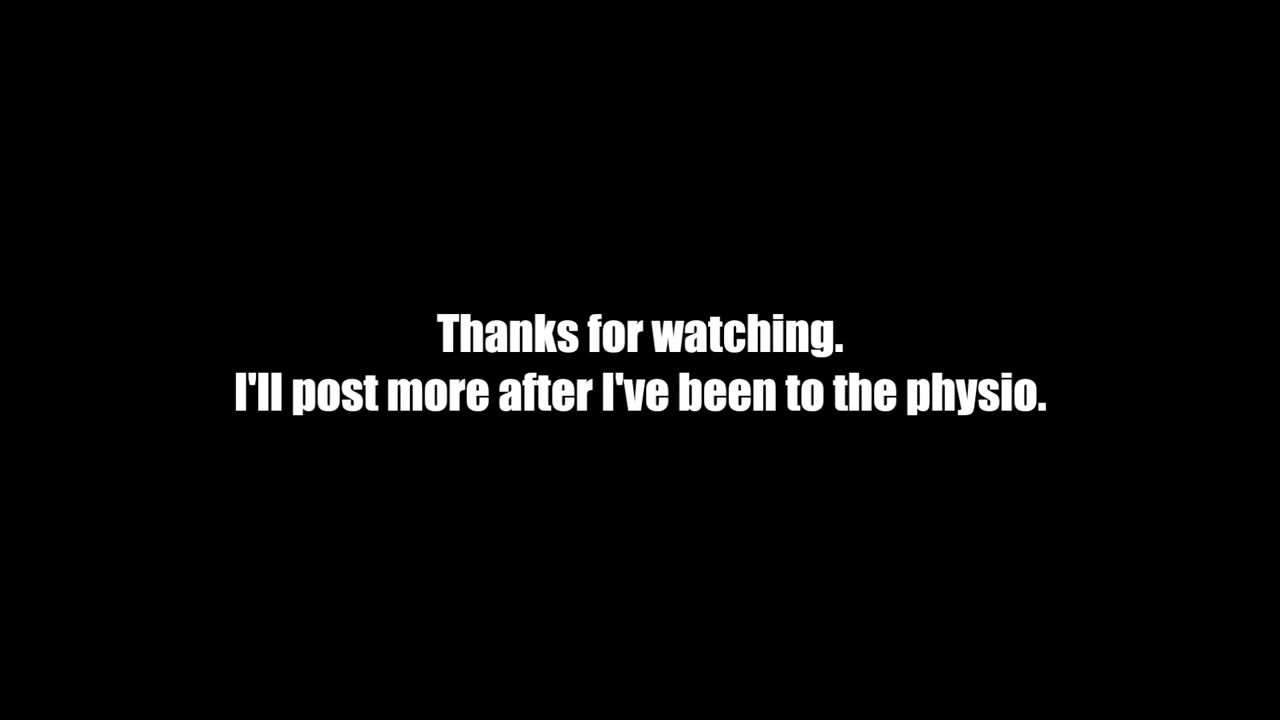 Thanks for watching.
I'll post more after I've been to the physio.